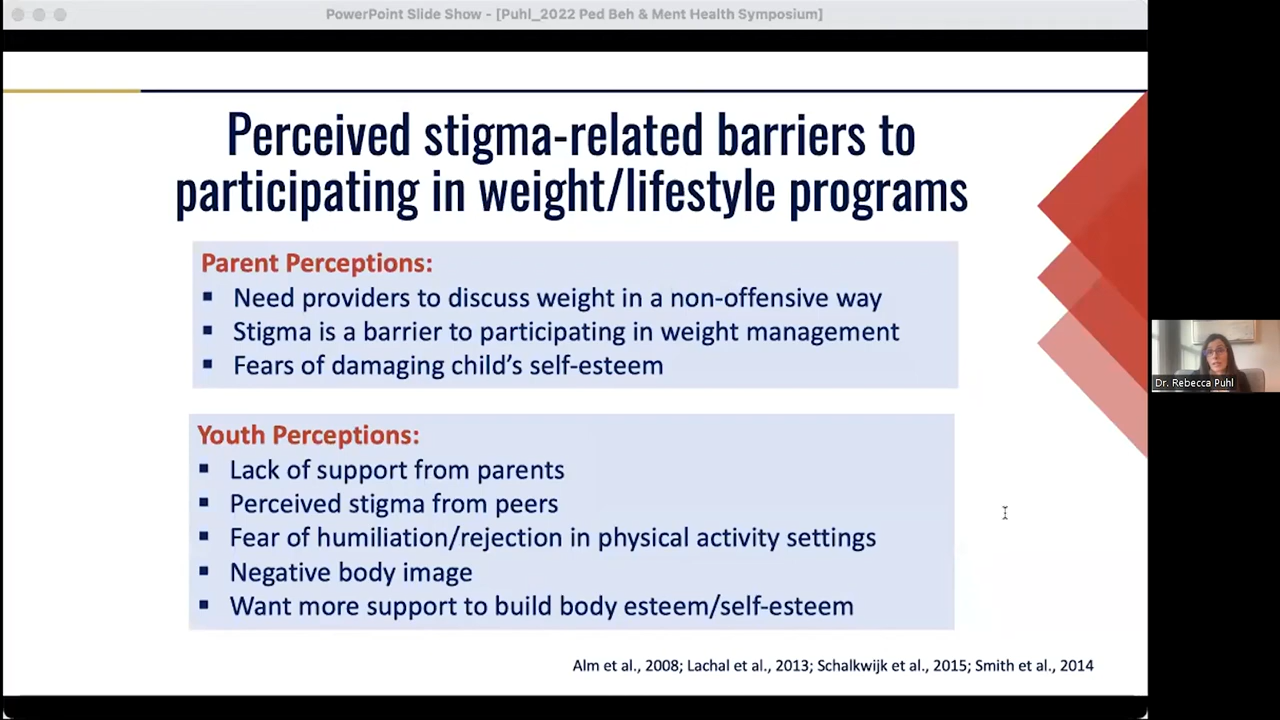 PowerPoint Slide Show - [Puhl_2022 Ped Beh & Ment Health Symposium]
Perceived stigma-related barriers to
participating in weight/lifestyle programs
Parent Perceptions:
▪ Need providers to discuss weight in a non-offensive way
▪ Stigma is a barrier to participating in weight management
▪ Fears of damaging child's self-esteem
Youth Perceptions:
▪ Lack of support from parents
▪ Perceived stigma from peers
▪ Fear of humiliation/rejection in physical activity settings
▪ Negative body image
▪ Want more support to build body esteem/self-esteem
Alm et al., 2008; Lachal et al., 2013; Schalkwijk et al., 2015; Smith et al., 2014
Dr. Rebecca Puhl